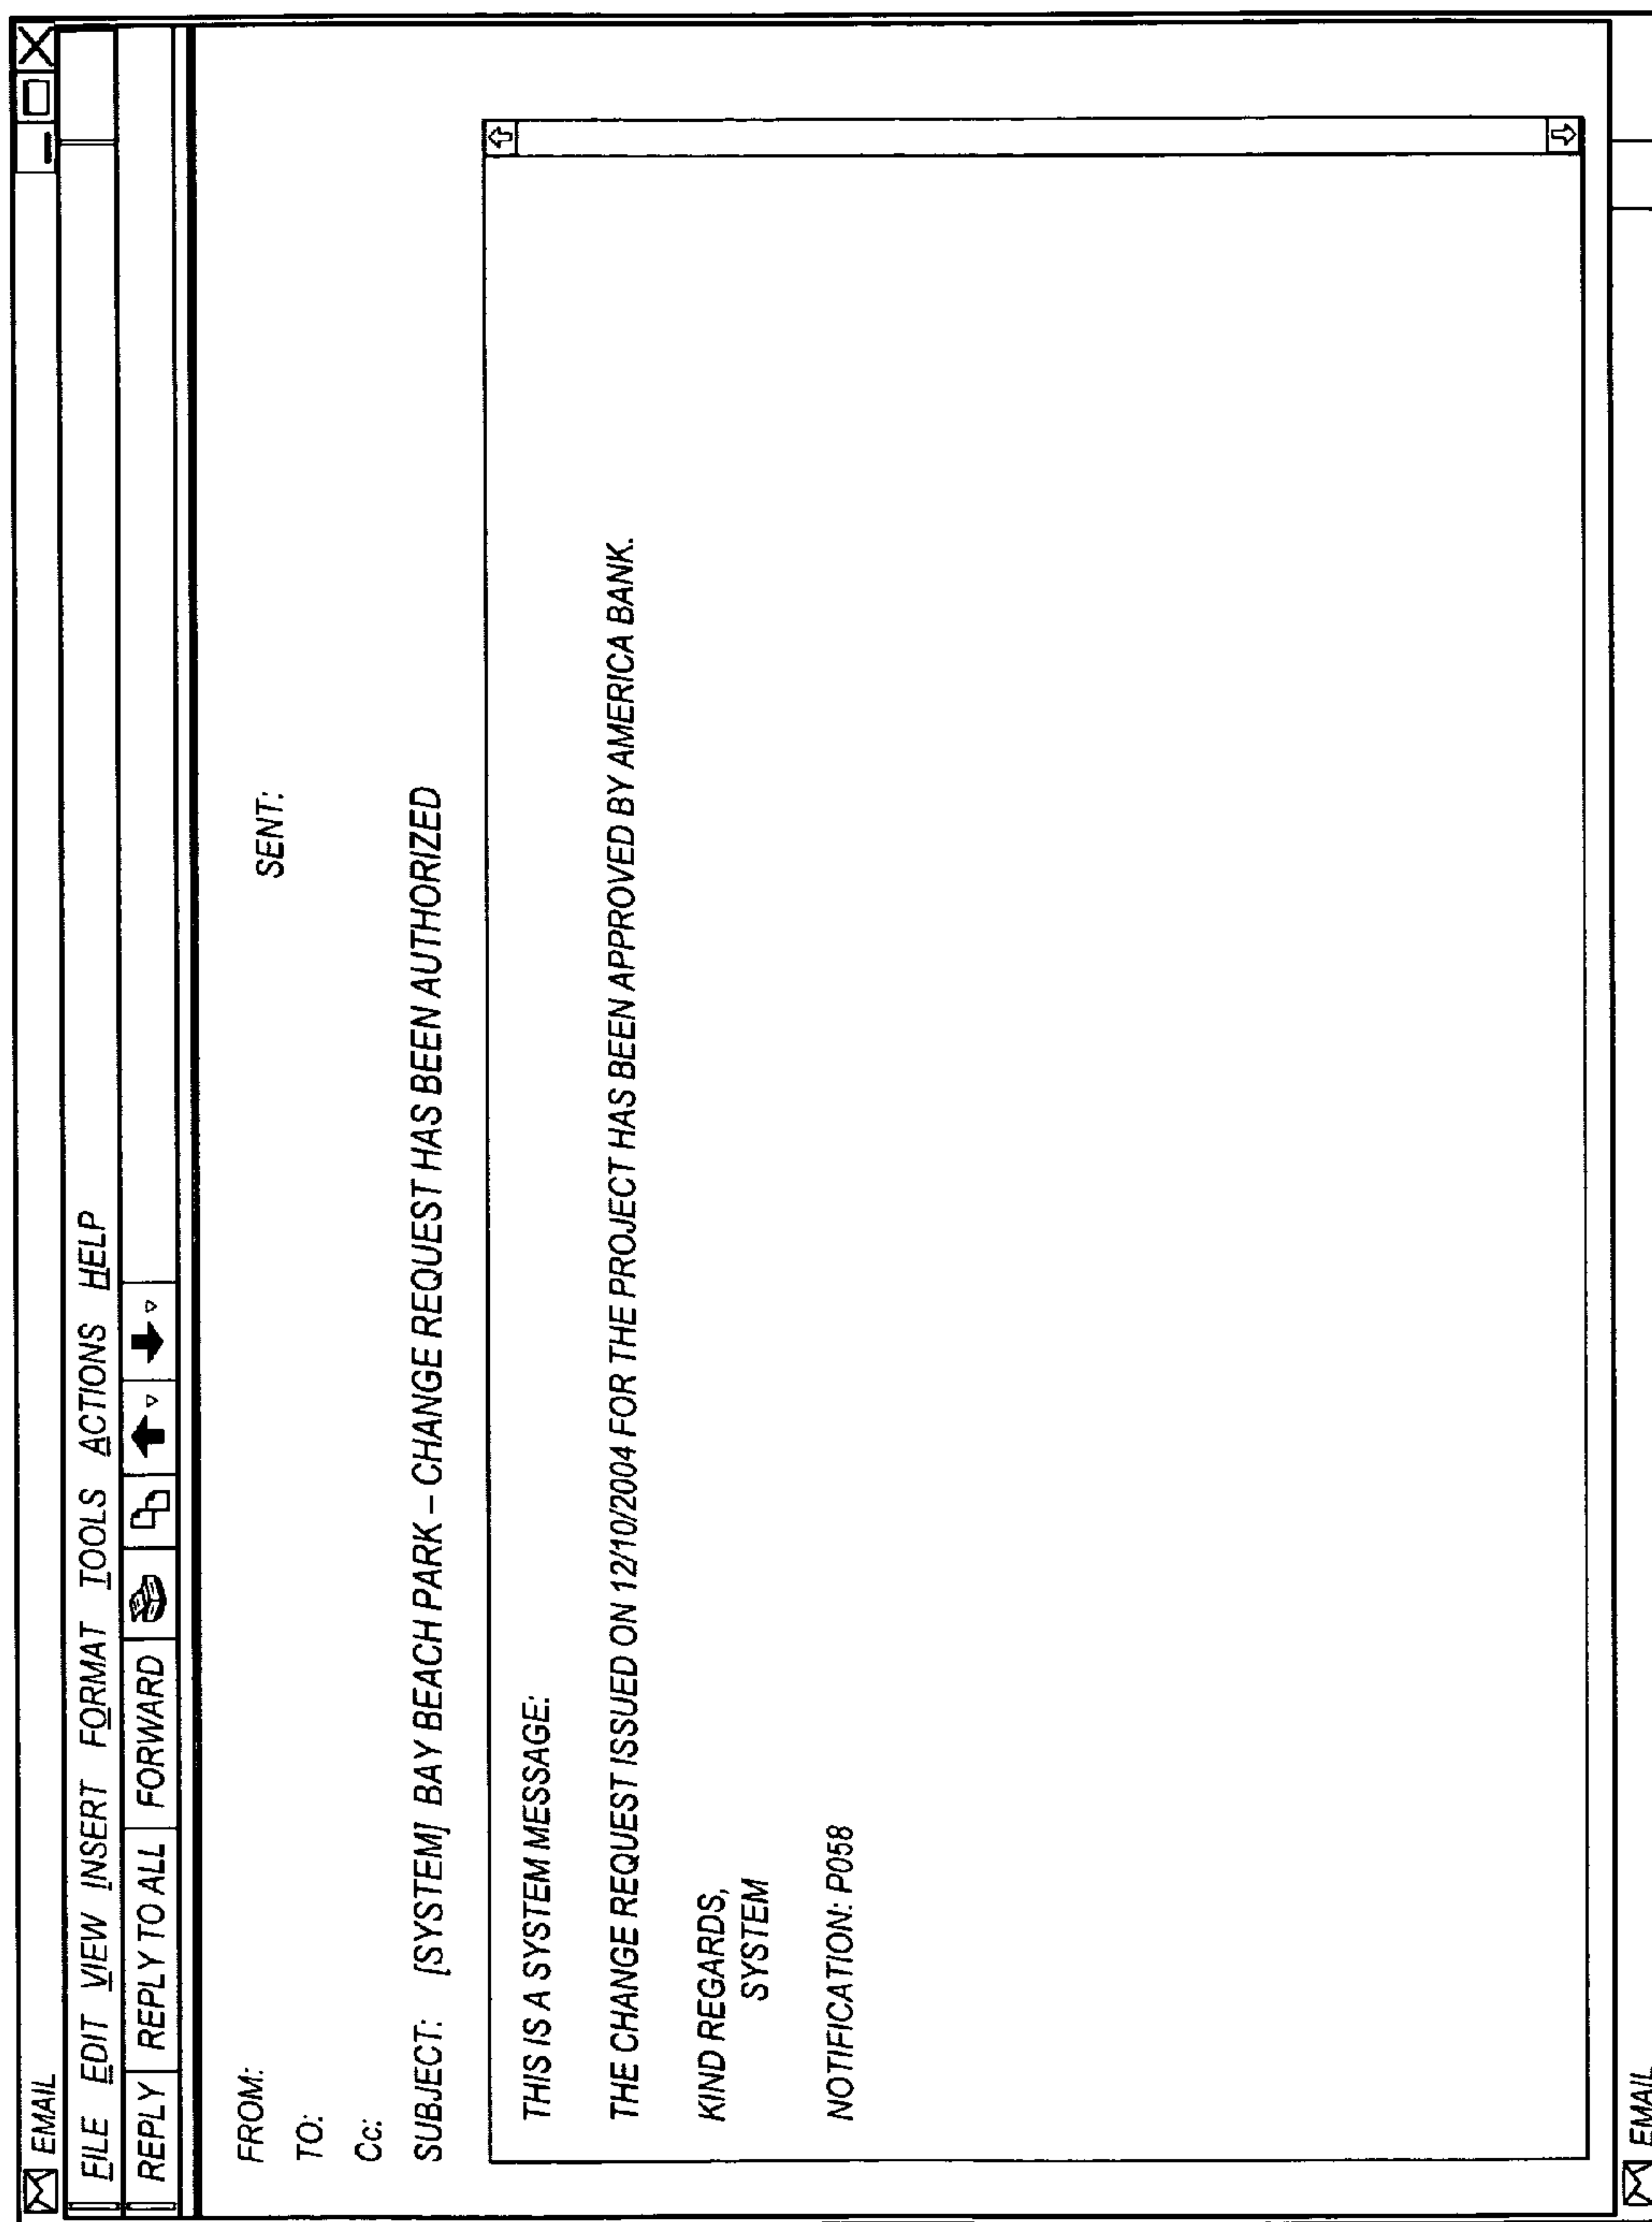 EMAIL
FILE EDIT VIEW INSERT FORMAT TOOLS ACTIONS HELP
REPLY REPLY TO ALL FORWARD
FROM: SENT:
TO:
Cc:
SUBJECT: [SYSTEM] BAY BEACH PARK – CHANGE REQUEST HAS BEEN AUTHORIZED
THIS IS A SYSTEM MESSAGE:
THE CHANGE REQUEST ISSUED ON 12/10/2004 FOR THE PROJECT HAS BEEN APPROVED BY AMERICA BANK.
KIND REGARDS,
SYSTEM
NOTIFICATION: P058
EMAIL